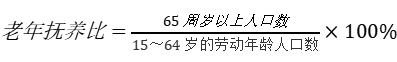 老年抚养比 = 65 周岁以上人口数 / 15～64 岁的劳动年龄人口数 × 100%